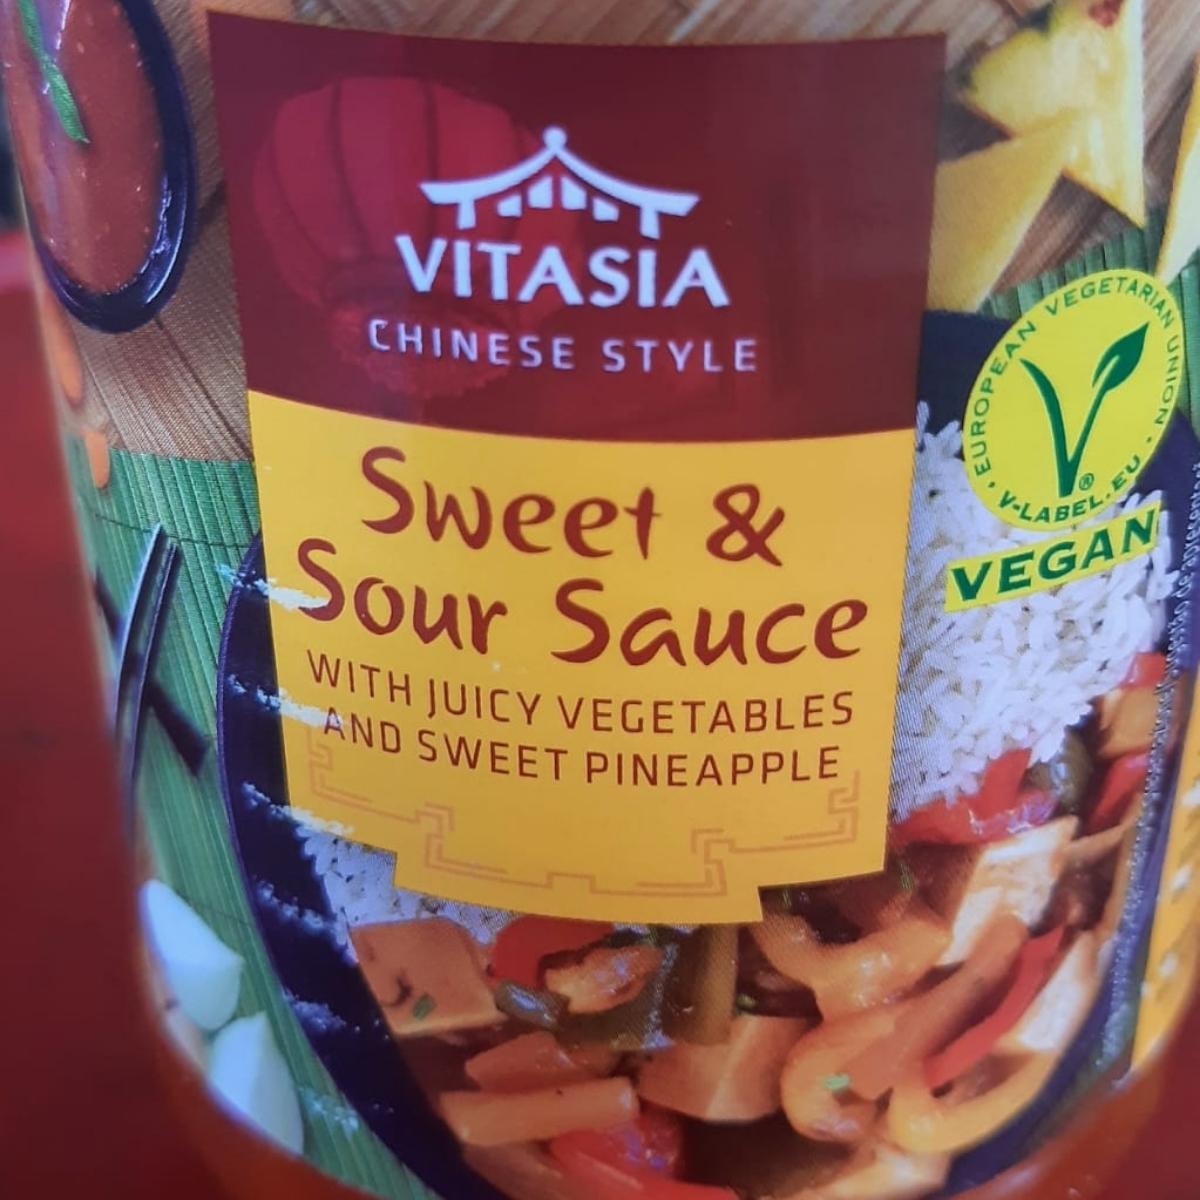 VITASIA
CHINESE STYLE
Sweet &
Sour Sauce
WITH JUICY VEGETABLES
AND SWEET PINEAPPLE
· EUROPEAN VEGETARIAN UNION ·
V-LABEL.EU
®
VEGAN